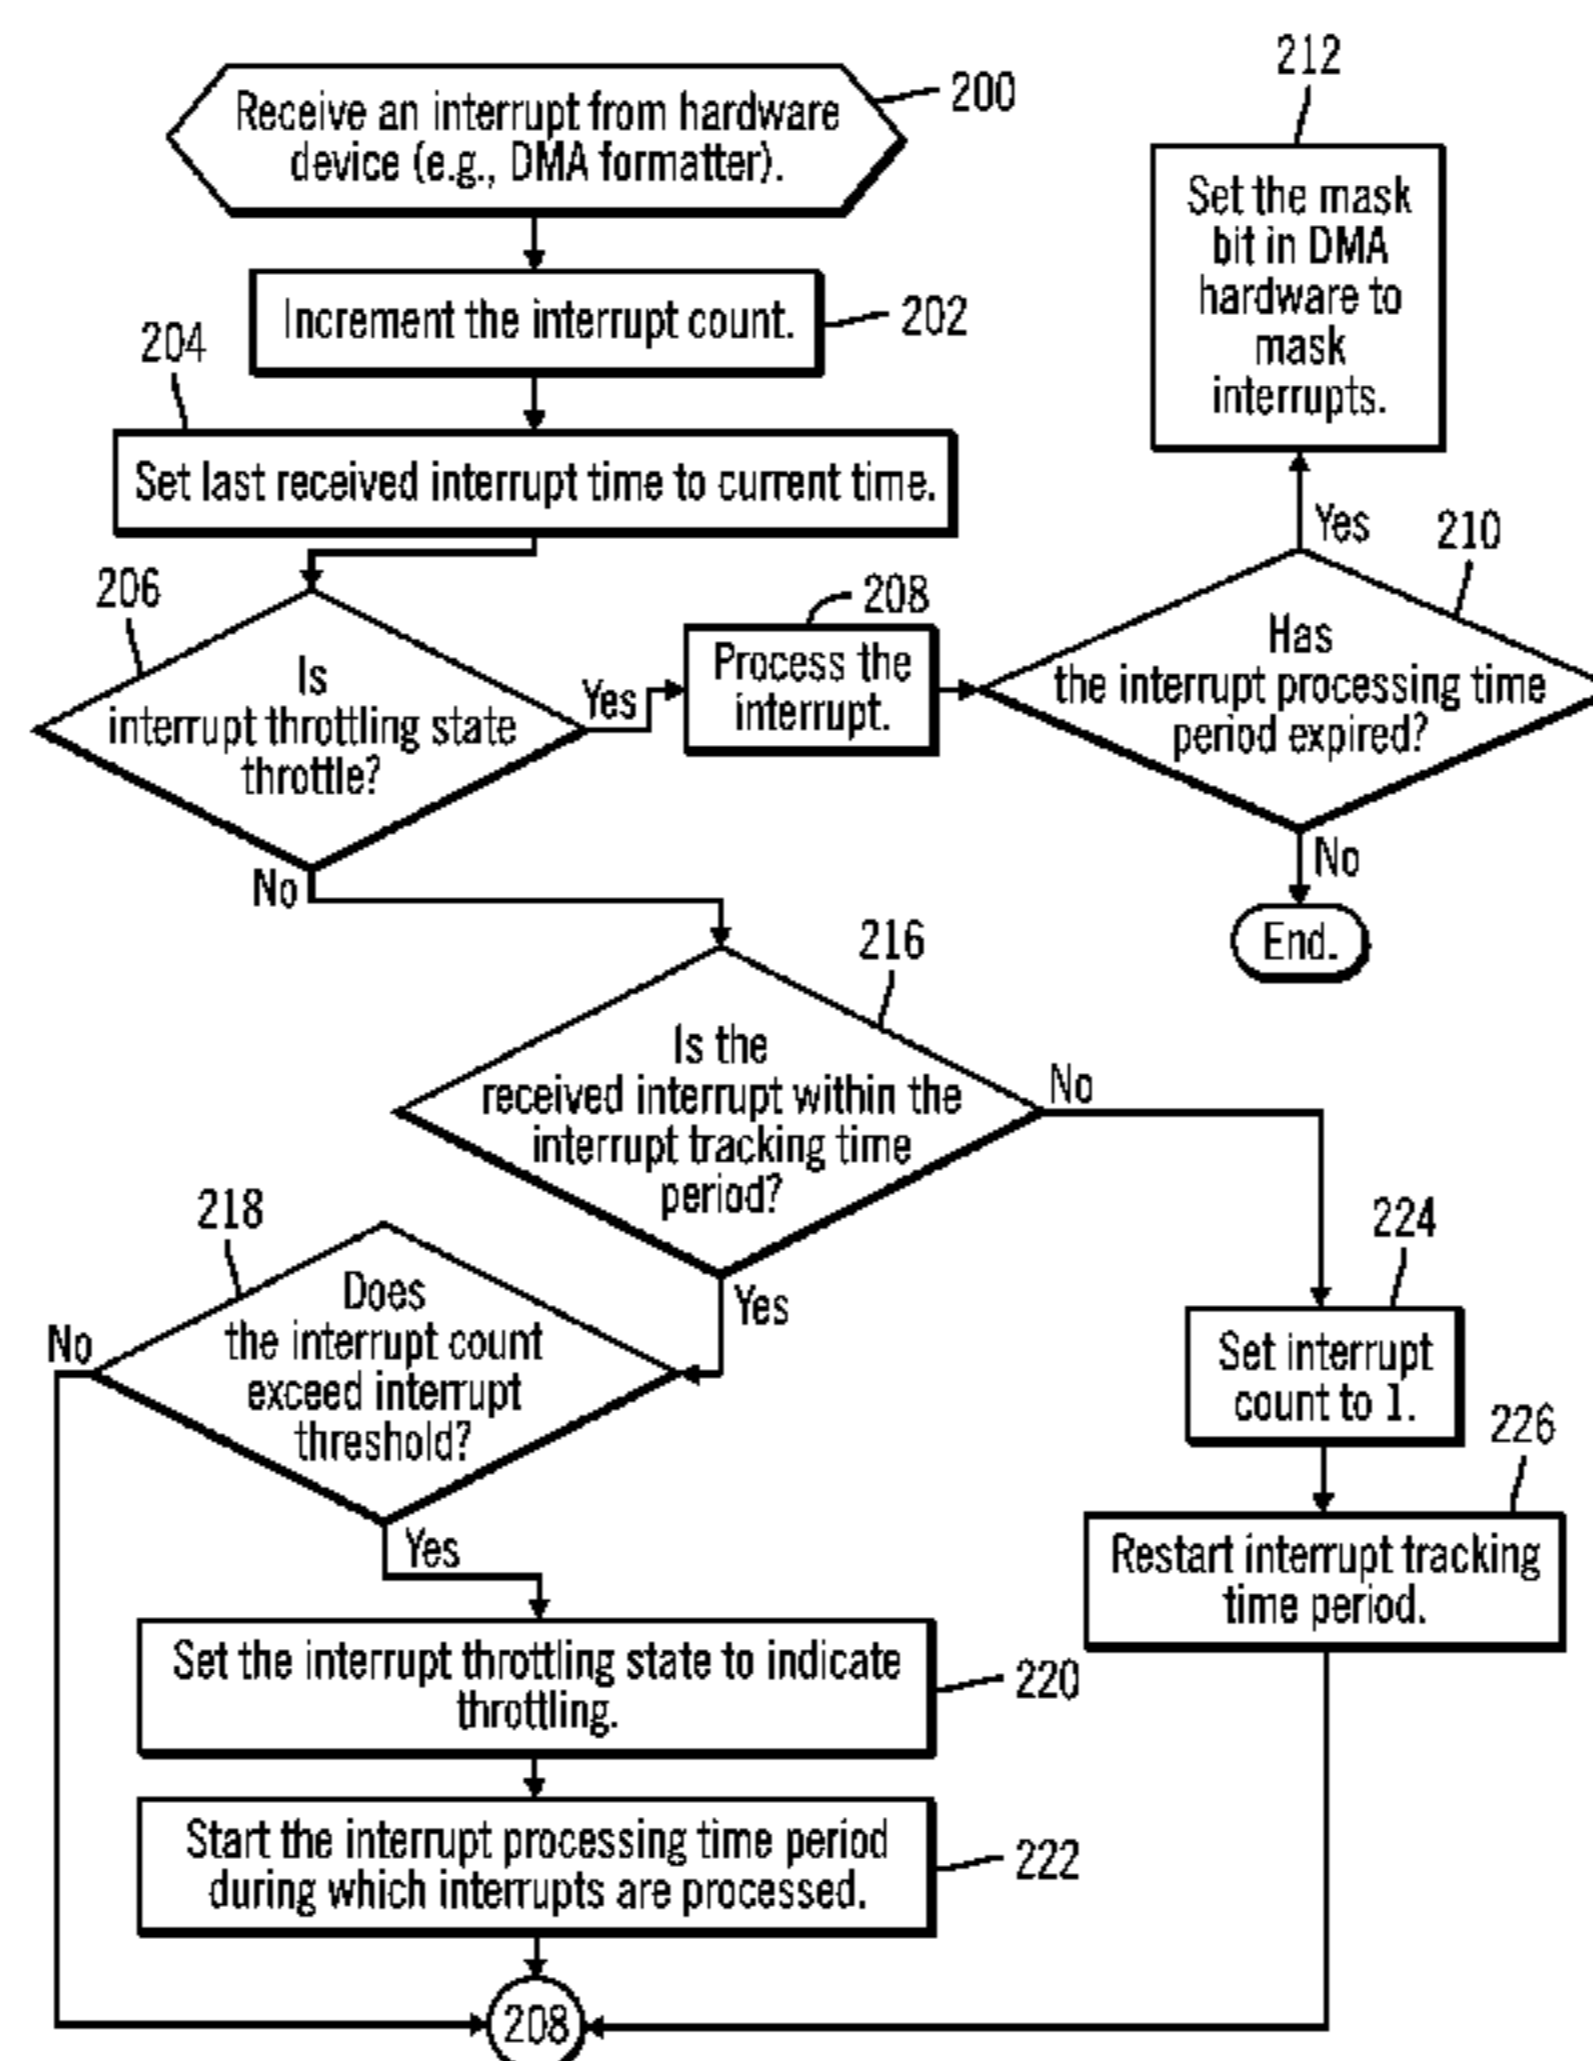 Receive an interrupt from hardware
device (e.g., DMA formatter).
200
Increment the interrupt count.
202
204
Set last received interrupt time to current time.
206
Is
interrupt throttling state
throttle?
Yes
No
208
Process the
interrupt.
212
Set the mask
bit in DMA
hardware to
mask
interrupts.
Yes
210
Has
the interrupt processing time
period expired?
No
End.
216
Is the
received interrupt within the
interrupt tracking time
period?
No
Yes
218
Does
the interrupt count
exceed interrupt
threshold?
No
Yes
224
Set interrupt
count to 1.
226
Restart interrupt tracking
time period.
Set the interrupt throttling state to indicate
throttling.
220
Start the interrupt processing time period
during which interrupts are processed.
222
208